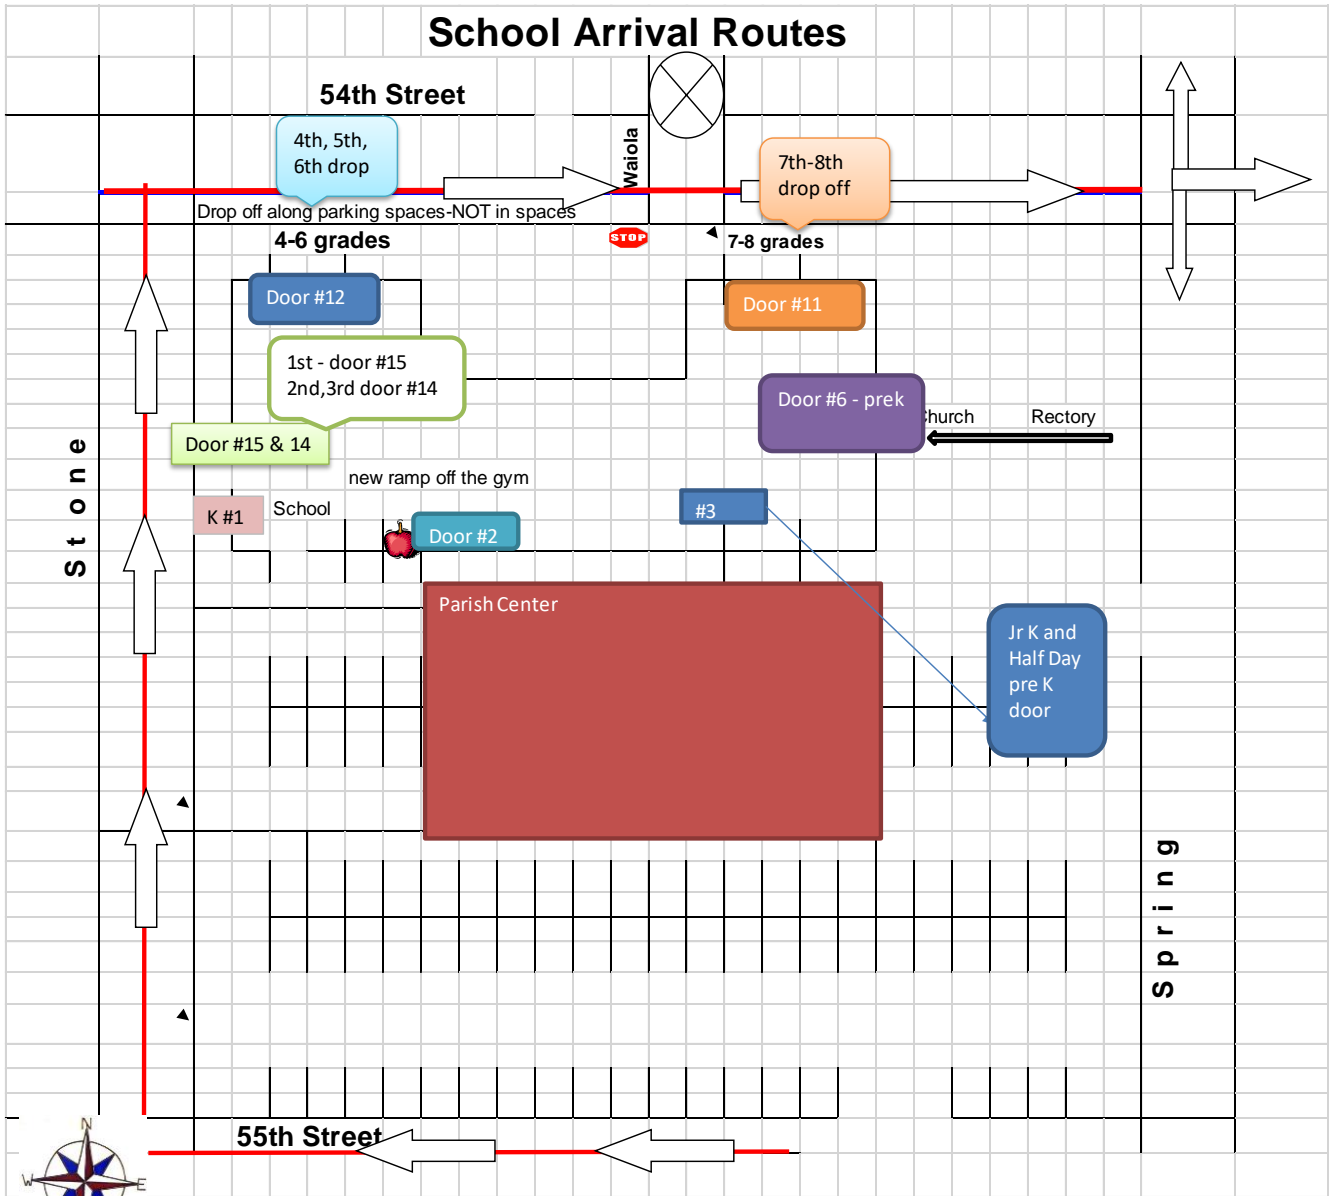 School Arrival Routes
54th Street
4th, 5th,
6th drop
Waiola
7th-8th
drop off
Drop off along parking spaces-NOT in spaces
4-6 grades
STOP
7-8 grades
Door #12
Door #11
1st - door #15
2nd,3rd door #14
Door #6 - prek
Church
Rectory
Door #15 & 14
Stone
new ramp off the gym
K #1
School
Door #2
#3
Parish Center
Jr K and
Half Day
pre K
door
Spring
55th Street
N
W
E